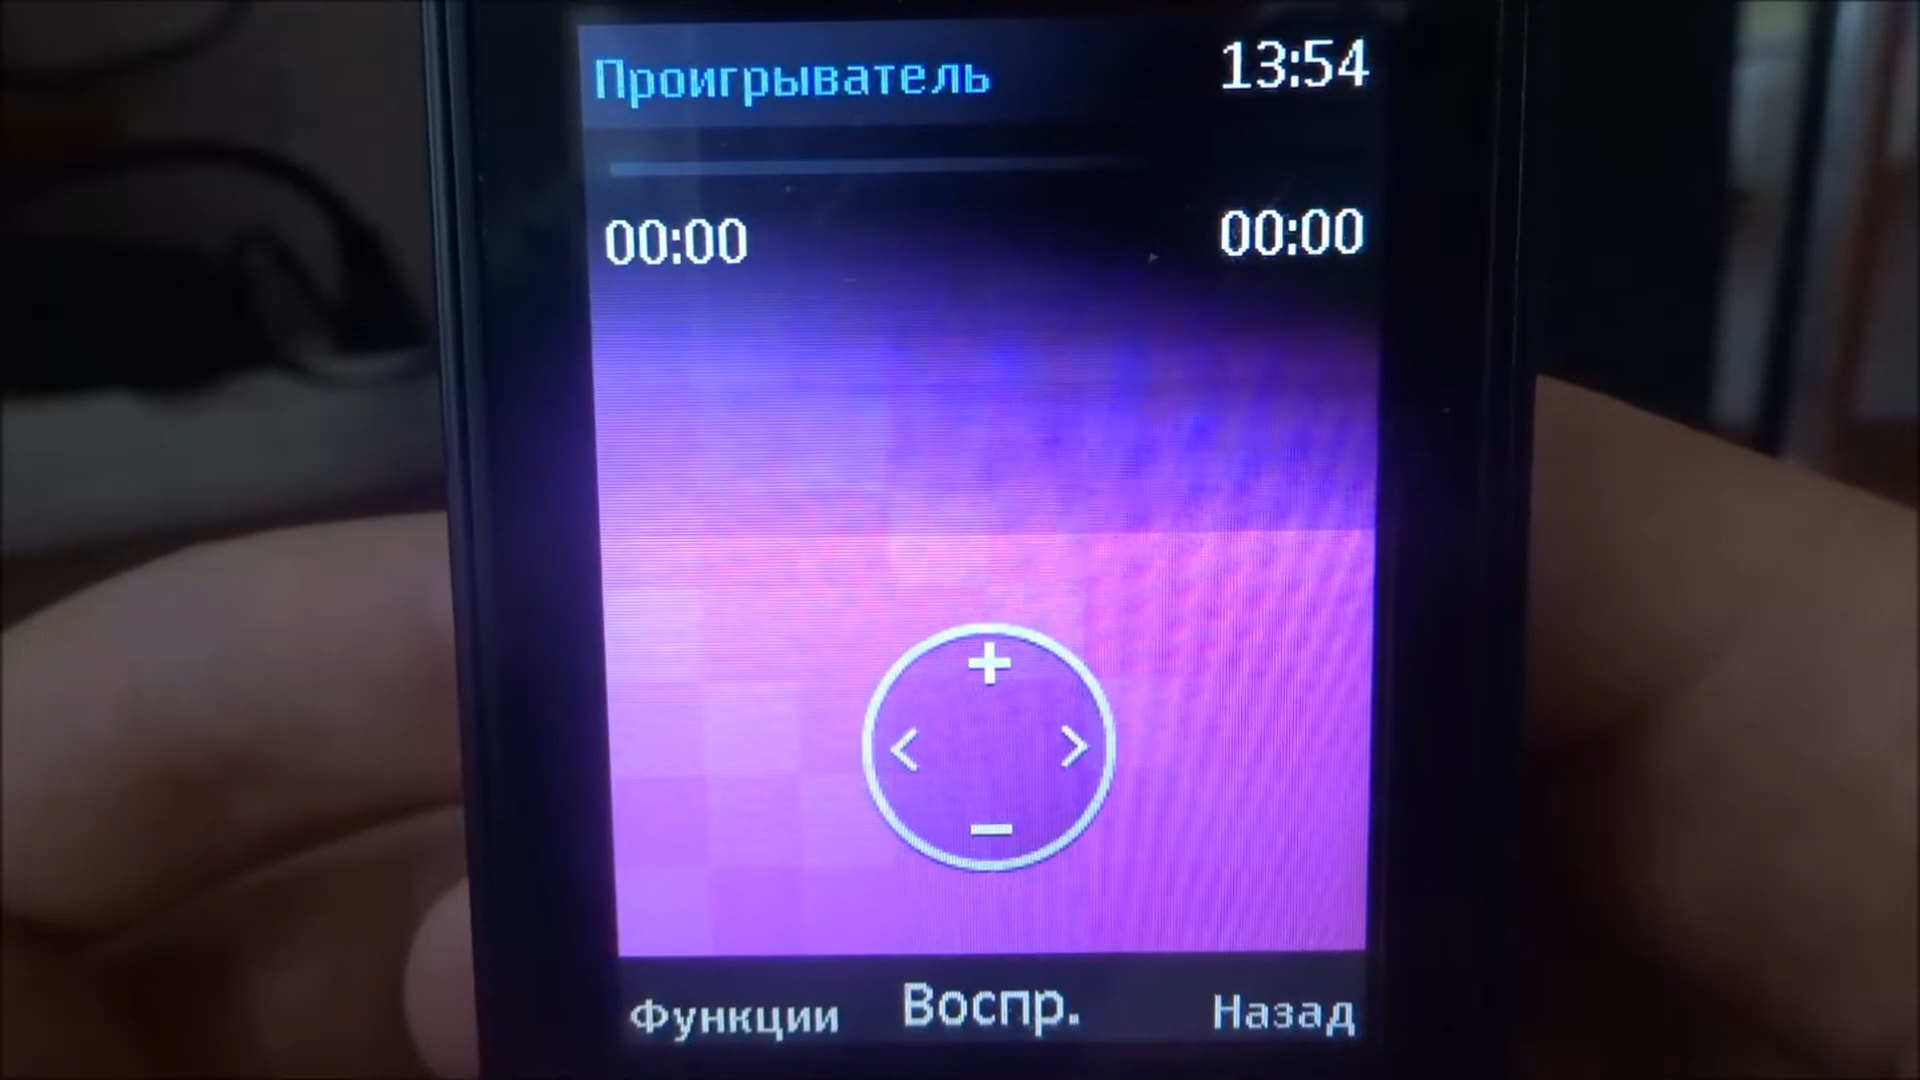 Проигрыватель 13:54
00:00 00:00
+
< >
−
Функции Воспр. Назад